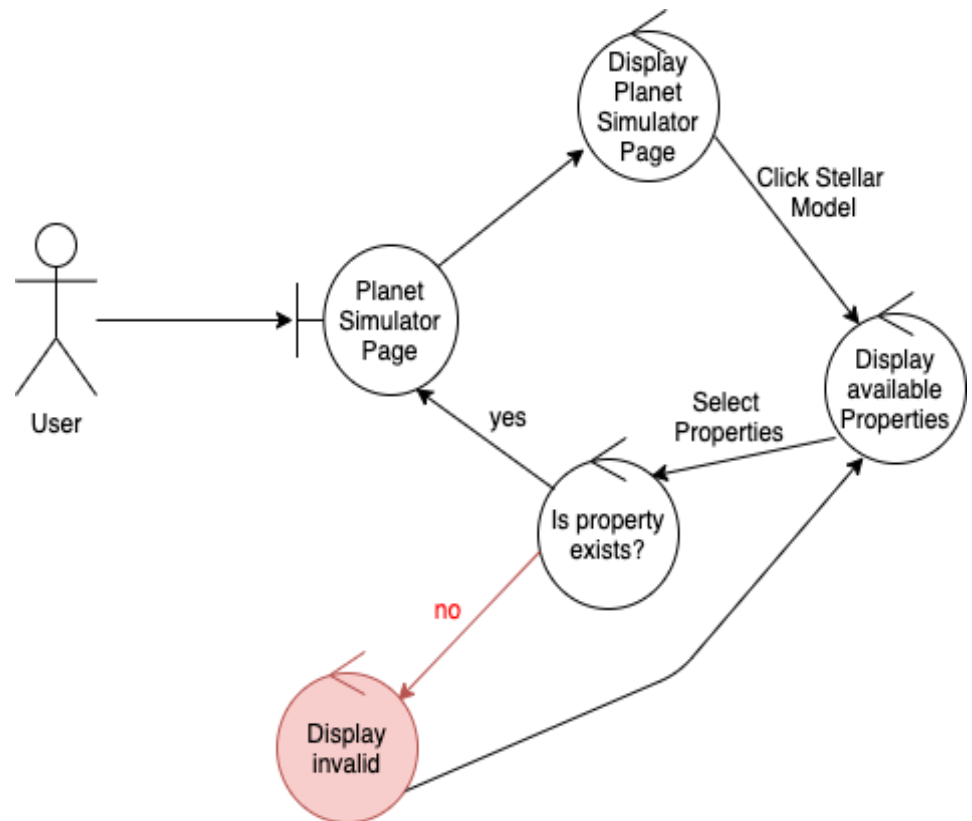 Display
Planet
Simulator
Page
Click Stellar
Model
Planet
Simulator
Page
User
Display
available
Properties
Select
Properties
yes
Is property
exists?
no
Display
invalid